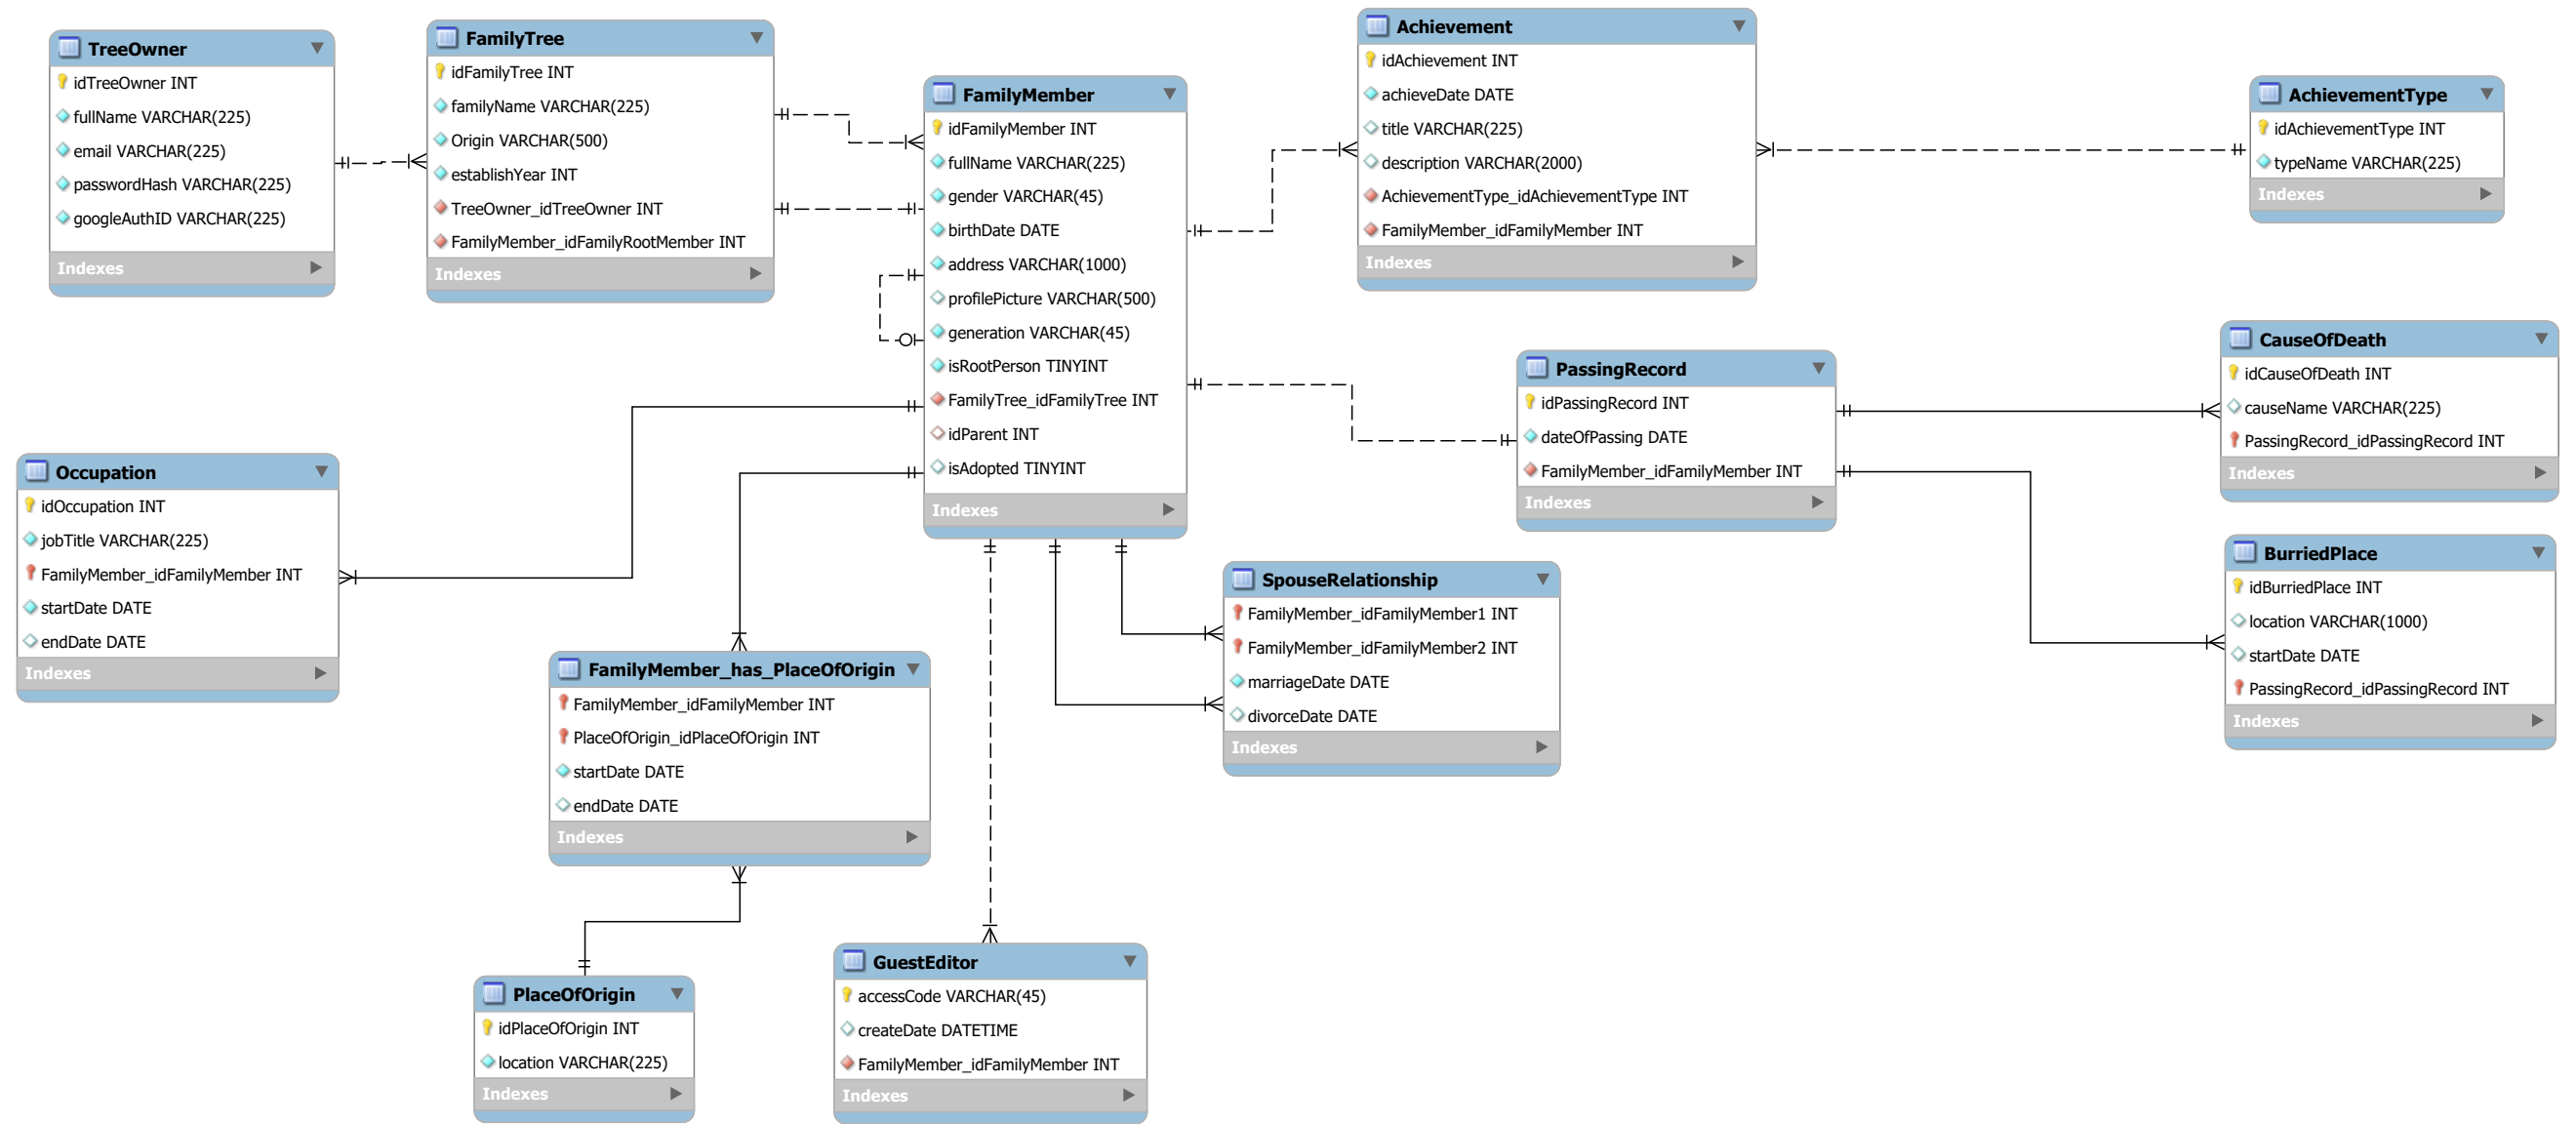 TreeOwner
idTreeOwner INT
fullName VARCHAR(225)
email VARCHAR(225)
passwordHash VARCHAR(225)
googleAuthID VARCHAR(225)
Indexes
FamilyTree
idFamilyTree INT
familyName VARCHAR(225)
Origin VARCHAR(500)
establishYear INT
TreeOwner_idTreeOwner INT
FamilyMember_idFamilyRootMember INT
Indexes
FamilyMember
idFamilyMember INT
fullName VARCHAR(225)
gender VARCHAR(45)
birthDate DATE
address VARCHAR(1000)
profilePicture VARCHAR(500)
generation VARCHAR(45)
isRootPerson TINYINT
FamilyTree_idFamilyTree INT
idParent INT
isAdopted TINYINT
Indexes
Achievement
idAchievement INT
achieveDate DATE
title VARCHAR(225)
description VARCHAR(2000)
AchievementType_idAchievementType INT
FamilyMember_idFamilyMember INT
Indexes
AchievementType
idAchievementType INT
typeName VARCHAR(225)
Indexes
PassingRecord
idPassingRecord INT
dateOfPassing DATE
FamilyMember_idFamilyMember INT
Indexes
CauseOfDeath
idCauseOfDeath INT
causeName VARCHAR(225)
PassingRecord_idPassingRecord INT
Indexes
Occupation
idOccupation INT
jobTitle VARCHAR(225)
FamilyMember_idFamilyMember INT
startDate DATE
endDate DATE
Indexes
BurriedPlace
idBurriedPlace INT
location VARCHAR(1000)
startDate DATE
PassingRecord_idPassingRecord INT
Indexes
SpouseRelationship
FamilyMember_idFamilyMember1 INT
FamilyMember_idFamilyMember2 INT
marriageDate DATE
divorceDate DATE
Indexes
FamilyMember_has_PlaceOfOrigin
FamilyMember_idFamilyMember INT
PlaceOfOrigin_idPlaceOfOrigin INT
startDate DATE
endDate DATE
Indexes
PlaceOfOrigin
idPlaceOfOrigin INT
location VARCHAR(225)
Indexes
GuestEditor
accessCode VARCHAR(45)
createDate DATETIME
FamilyMember_idFamilyMember INT
Indexes